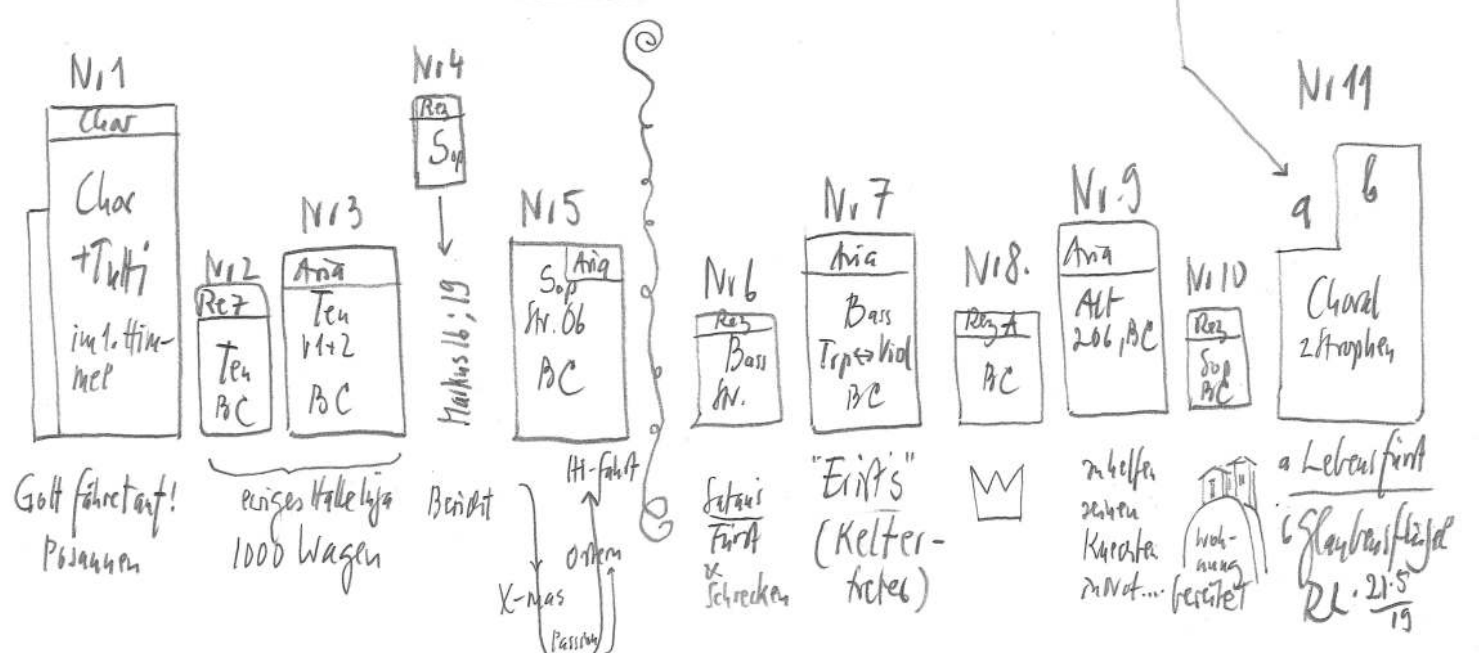 Nr 1
Chor
Chor
+Tutti
im 1. Him-
mel
Gott fähret auf!
Posaunen
Nr 2
Rez
Ten
BC
Nr 3
Aria
Ten
V 1+2
BC
ewiges Halleluja
1000 Wagen
Nr 4
Rez
Sop
Markus 16; 19
Bericht
Nr 5
Aria
Sop
Str. Ob
BC
X-mas
Passion
Ostern
Hi-fahrt
Nr 6
Rez
Bass
Str.
Satans
Fürst
&
Schrecken
Nr 7
Aria
Bass
Trp↔Viol
BC
"Er ist's"
(Kelter-
treter)
Nr 8.
Rez A
BC
Nr. 9
Aria
Alt
2 Ob, BC
zu helfen
seinen
Knechten
in Not....
Nr 10
Rez
Sop
BC
Woh-
nung
bereitet
Nr 11
a
b
Choral
2 Strophen
a Lebensfürst
b Glaubensflügel
21.5
19